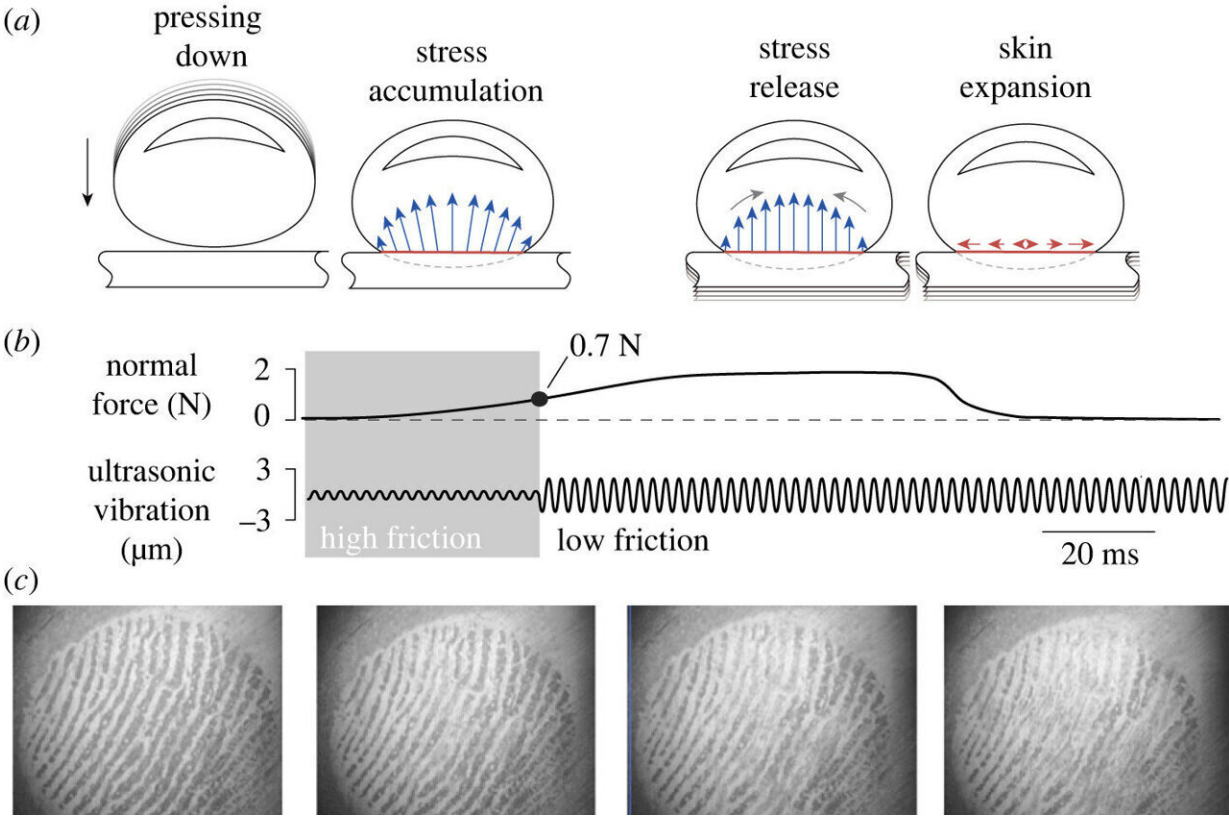 (a)
pressing
down
stress
accumulation
stress
release
skin
expansion
(b)
normal
force (N)
2
0
0.7 N
ultrasonic
vibration
(µm)
3
–3
high friction
low friction
20 ms
(c)